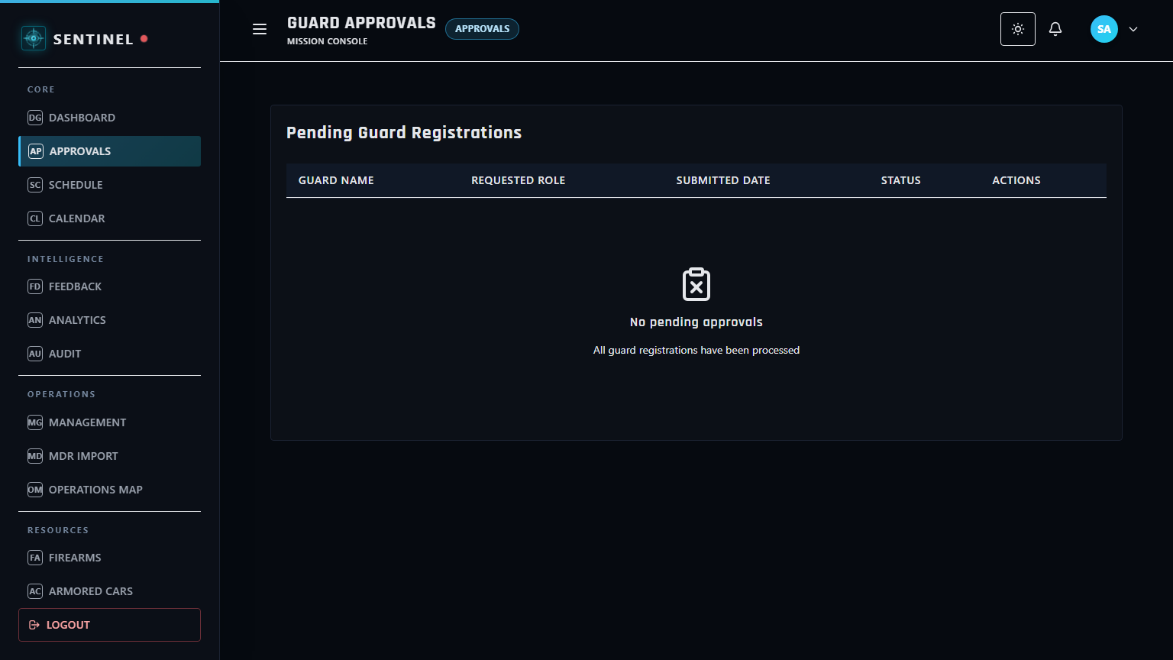 SENTINEL
CORE
DG DASHBOARD
AP APPROVALS
SC SCHEDULE
CL CALENDAR
INTELLIGENCE
FD FEEDBACK
AN ANALYTICS
AU AUDIT
OPERATIONS
MG MANAGEMENT
MD MDR IMPORT
OM OPERATIONS MAP
RESOURCES
FA FIREARMS
AC ARMORED CARS
LOGOUT
GUARD APPROVALS
APPROVALS
MISSION CONSOLE
SA
Pending Guard Registrations
GUARD NAME REQUESTED ROLE SUBMITTED DATE STATUS ACTIONS
No pending approvals
All guard registrations have been processed